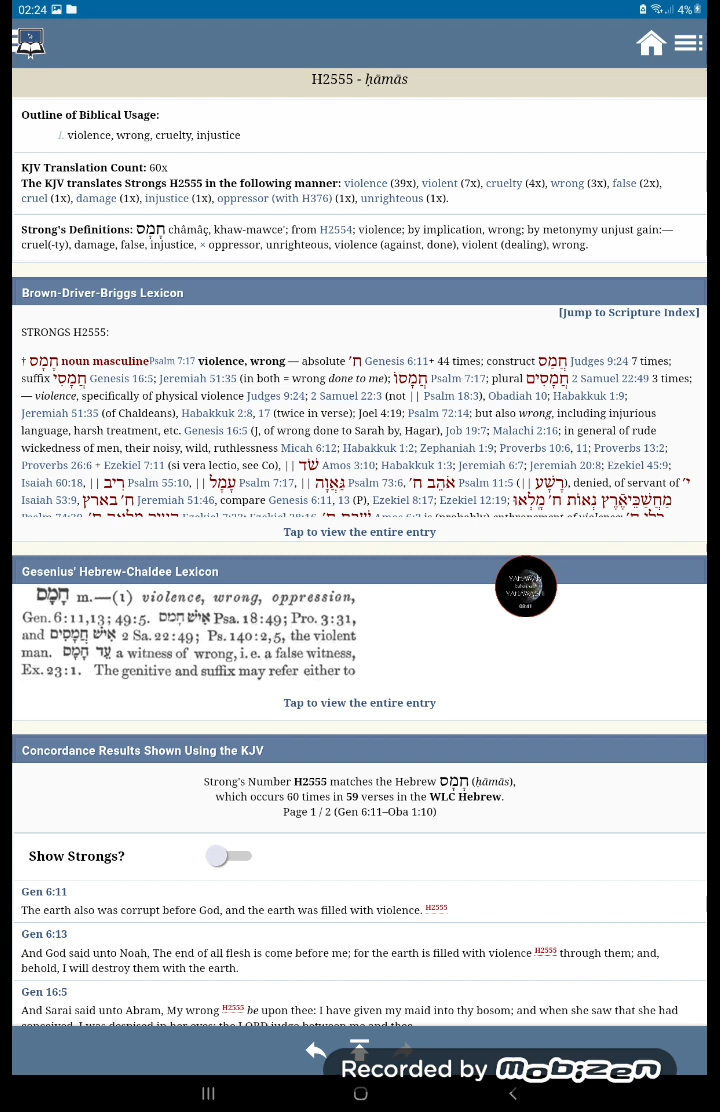 02:24
4%
H2555 - ḥāmās
Outline of Biblical Usage:
I. violence, wrong, cruelty, injustice
KJV Translation Count: 60x
The KJV translates Strongs H2555 in the following manner: violence (39x), violent (7x), cruelty (4x), wrong (3x), false (2x),
cruel (1x), damage (1x), injustice (1x), oppressor (with H376) (1x), unrighteous (1x).
Strong's Definitions: חָמָס châmâç, khaw-mawce'; from H2554; violence; by implication, wrong; by metonymy unjust gain:—
cruel(-ty), damage, false, injustice, × oppressor, unrighteous, violence (against, done), violent (dealing), wrong.
Brown-Driver-Briggs Lexicon
[Jump to Scripture Index]
STRONGS H2555:
† חָמָס noun masculine Psalm 7:17 violence, wrong — absolute ח׳ Genesis 6:11+ 44 times; construct חֲמַס Judges 9:24 7 times;
suffix חֲמָסִי Genesis 16:5; Jeremiah 51:35 (in both = wrong done to me); חֲמָסוֹ Psalm 7:17; plural חֲמָסִים 2 Samuel 22:49 3 times;
— violence, specifically of physical violence Judges 9:24; 2 Samuel 22:3 (not || Psalm 18:3), Obadiah 10; Habakkuk 1:9;
Jeremiah 51:35 (of Chaldeans), Habakkuk 2:8, 17 (twice in verse); Joel 4:19; Psalm 72:14; but also wrong, including injurious
language, harsh treatment, etc. Genesis 16:5 (J, of wrong done to Sarah by, Hagar), Job 19:7; Malachi 2:16; in general of rude
wickedness of men, their noisy, wild, ruthlessness Micah 6:12; Habakkuk 1:2; Zephaniah 1:9; Proverbs 10:6, 11; Proverbs 13:2;
Proverbs 26:6 + Ezekiel 7:11 (si vera lectio, see Co), || שֹׁד Amos 3:10; Habakkuk 1:3; Jeremiah 6:7; Jeremiah 20:8; Ezekiel 45:9;
Isaiah 60:18, || רִיב Psalm 55:10, || עָמָל Psalm 7:17, || גַּאֲוָה Psalm 73:6, אֹהֵב ח׳ Psalm 11:5 (|| רָשָׁע), denied, of servant of י׳
Isaiah 53:9, ח׳ בארץ Jeremiah 51:46, compare Genesis 6:11, 13 (P), Ezekiel 8:17; Ezekiel 12:19; מַחֲשַׁכֵּי־אֶרֶץ נְאוֹת ח׳ מָלְאוּ
Tap to view the entire entry
Gesenius' Hebrew-Chaldee Lexicon
YAHAWAH
YAHAWASHI
08:41
חָמָס m.—(1) violence, wrong, oppression,
Gen. 6:11,13; 49:5. אִישׁ חָמָס Psa. 18:49; Pro. 3:31,
and אִישׁ חֲמָסִים 2 Sa. 22:49; Ps. 140:2,5, the violent
man. עֵד חָמָס a witness of wrong, i. e. a false witness,
Ex. 23:1. The genitive and suffix may refer either to
Tap to view the entire entry
Concordance Results Shown Using the KJV
Strong's Number H2555 matches the Hebrew חָמָס (ḥāmās),
which occurs 60 times in 59 verses in the WLC Hebrew.
Page 1 / 2 (Gen 6:11–Oba 1:10)
Show Strongs?
Gen 6:11
The earth also was corrupt before God, and the earth was filled with violence. H2555
Gen 6:13
And God said unto Noah, The end of all flesh is come before me; for the earth is filled with violence H2555 through them; and,
behold, I will destroy them with the earth.
Gen 16:5
And Sarai said unto Abram, My wrong H2555 be upon thee: I have given my maid into thy bosom; and when she saw that she had
conceived, I was despised in her eyes: the LORD judge between me and thee.
Recorded by mobizen